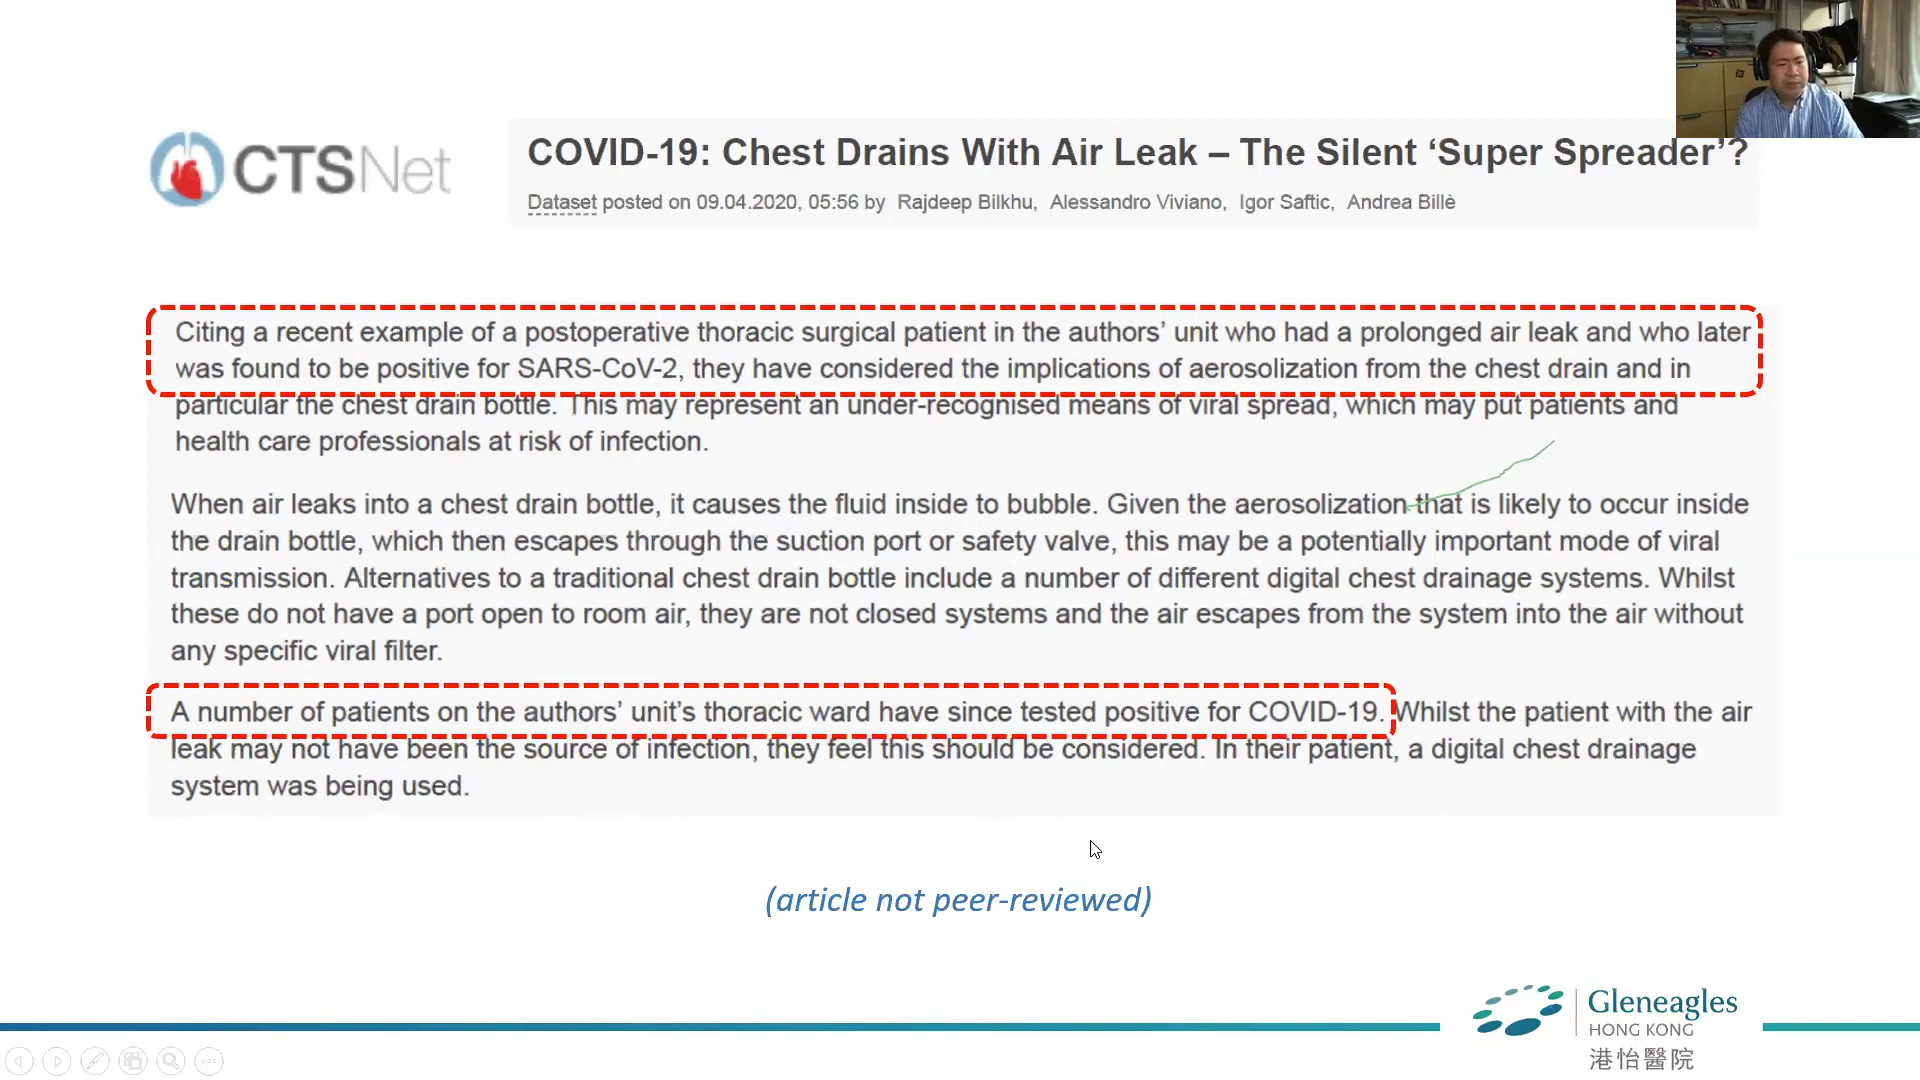 CTSNet
COVID-19: Chest Drains With Air Leak – The Silent ‘Super Spreader’?
Dataset posted on 09.04.2020, 05:56 by Rajdeep Bilkhu, Alessandro Viviano, Igor Saftic, Andrea Billè
Citing a recent example of a postoperative thoracic surgical patient in the authors’ unit who had a prolonged air leak and who later
was found to be positive for SARS-CoV-2, they have considered the implications of aerosolization from the chest drain and in
particular the chest drain bottle. This may represent an under-recognised means of viral spread, which may put patients and
health care professionals at risk of infection.
When air leaks into a chest drain bottle, it causes the fluid inside to bubble. Given the aerosolization that is likely to occur inside
the drain bottle, which then escapes through the suction port or safety valve, this may be a potentially important mode of viral
transmission. Alternatives to a traditional chest drain bottle include a number of different digital chest drainage systems. Whilst
these do not have a port open to room air, they are not closed systems and the air escapes from the system into the air without
any specific viral filter.
A number of patients on the authors’ unit’s thoracic ward have since tested positive for COVID-19. Whilst the patient with the air
leak may not have been the source of infection, they feel this should be considered. In their patient, a digital chest drainage
system was being used.
(article not peer-reviewed)
Gleneagles
HONG KONG
港怡醫院